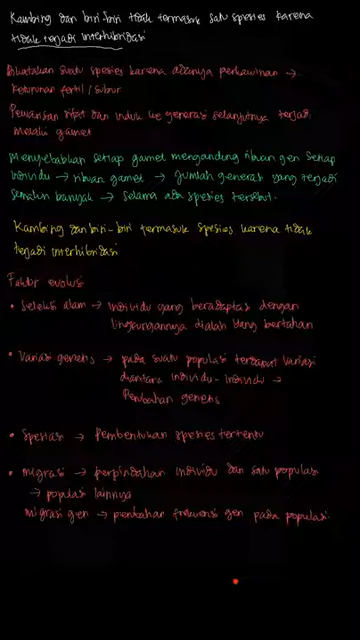 Kambing dan biri-biri tidak termasuk satu spesies karena
tidak terjadi interhibridasi
Dikatakan suatu spesies karena adanya perkawinan →
Keturunan fertil / subur
Pewarisan sifat dari induk ke generasi selanjutnya terjadi
melalui gamet
Menyebabkan setiap gamet mengandung ribuan gen setiap
individu → ribuan gamet → Jumlah generasi yang terjadi
semakin banyak → selama ada spesies tersebut.
Kambing dan biri-biri termasuk spesies karena tidak
terjadi interhibridasi
Faktor evolusi
• Seleksi alam → individu yang beradaptasi dengan
lingkungannya dialah yang bertahan
• Variasi genetis → pada suatu populasi terdapat variasi
diantara individu-individu →
Perubahan genetis
• Spesiasi → Pembentukan spesies tertentu
• Migrasi → perpindahan individu dari satu populasi
→ populasi lainnya
Migrasi gen → perubahan frekuensi gen pada populasi.